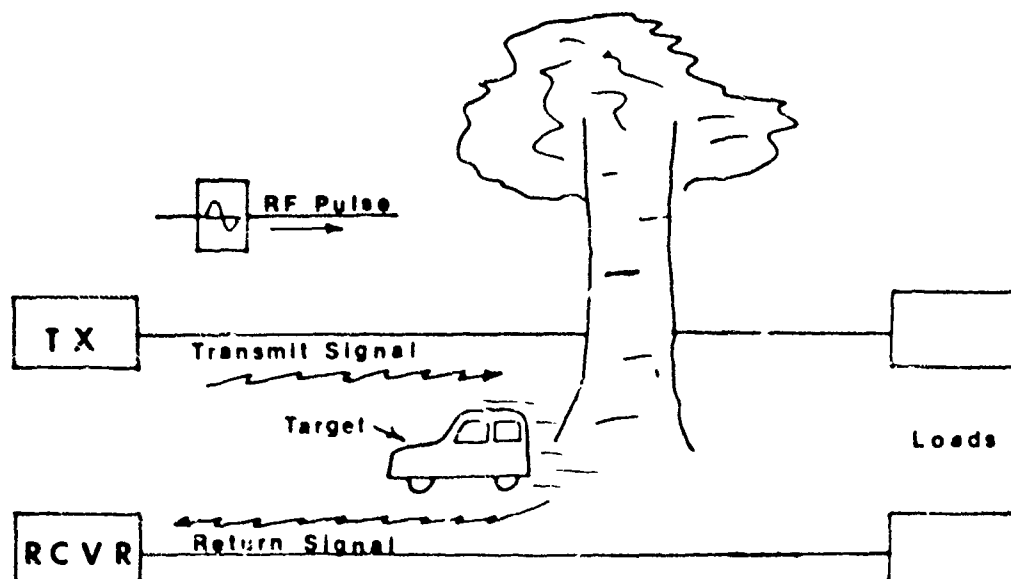 RF Pulse
TX
Transmit Signal
Target
Loads
RCVR
Return Signal